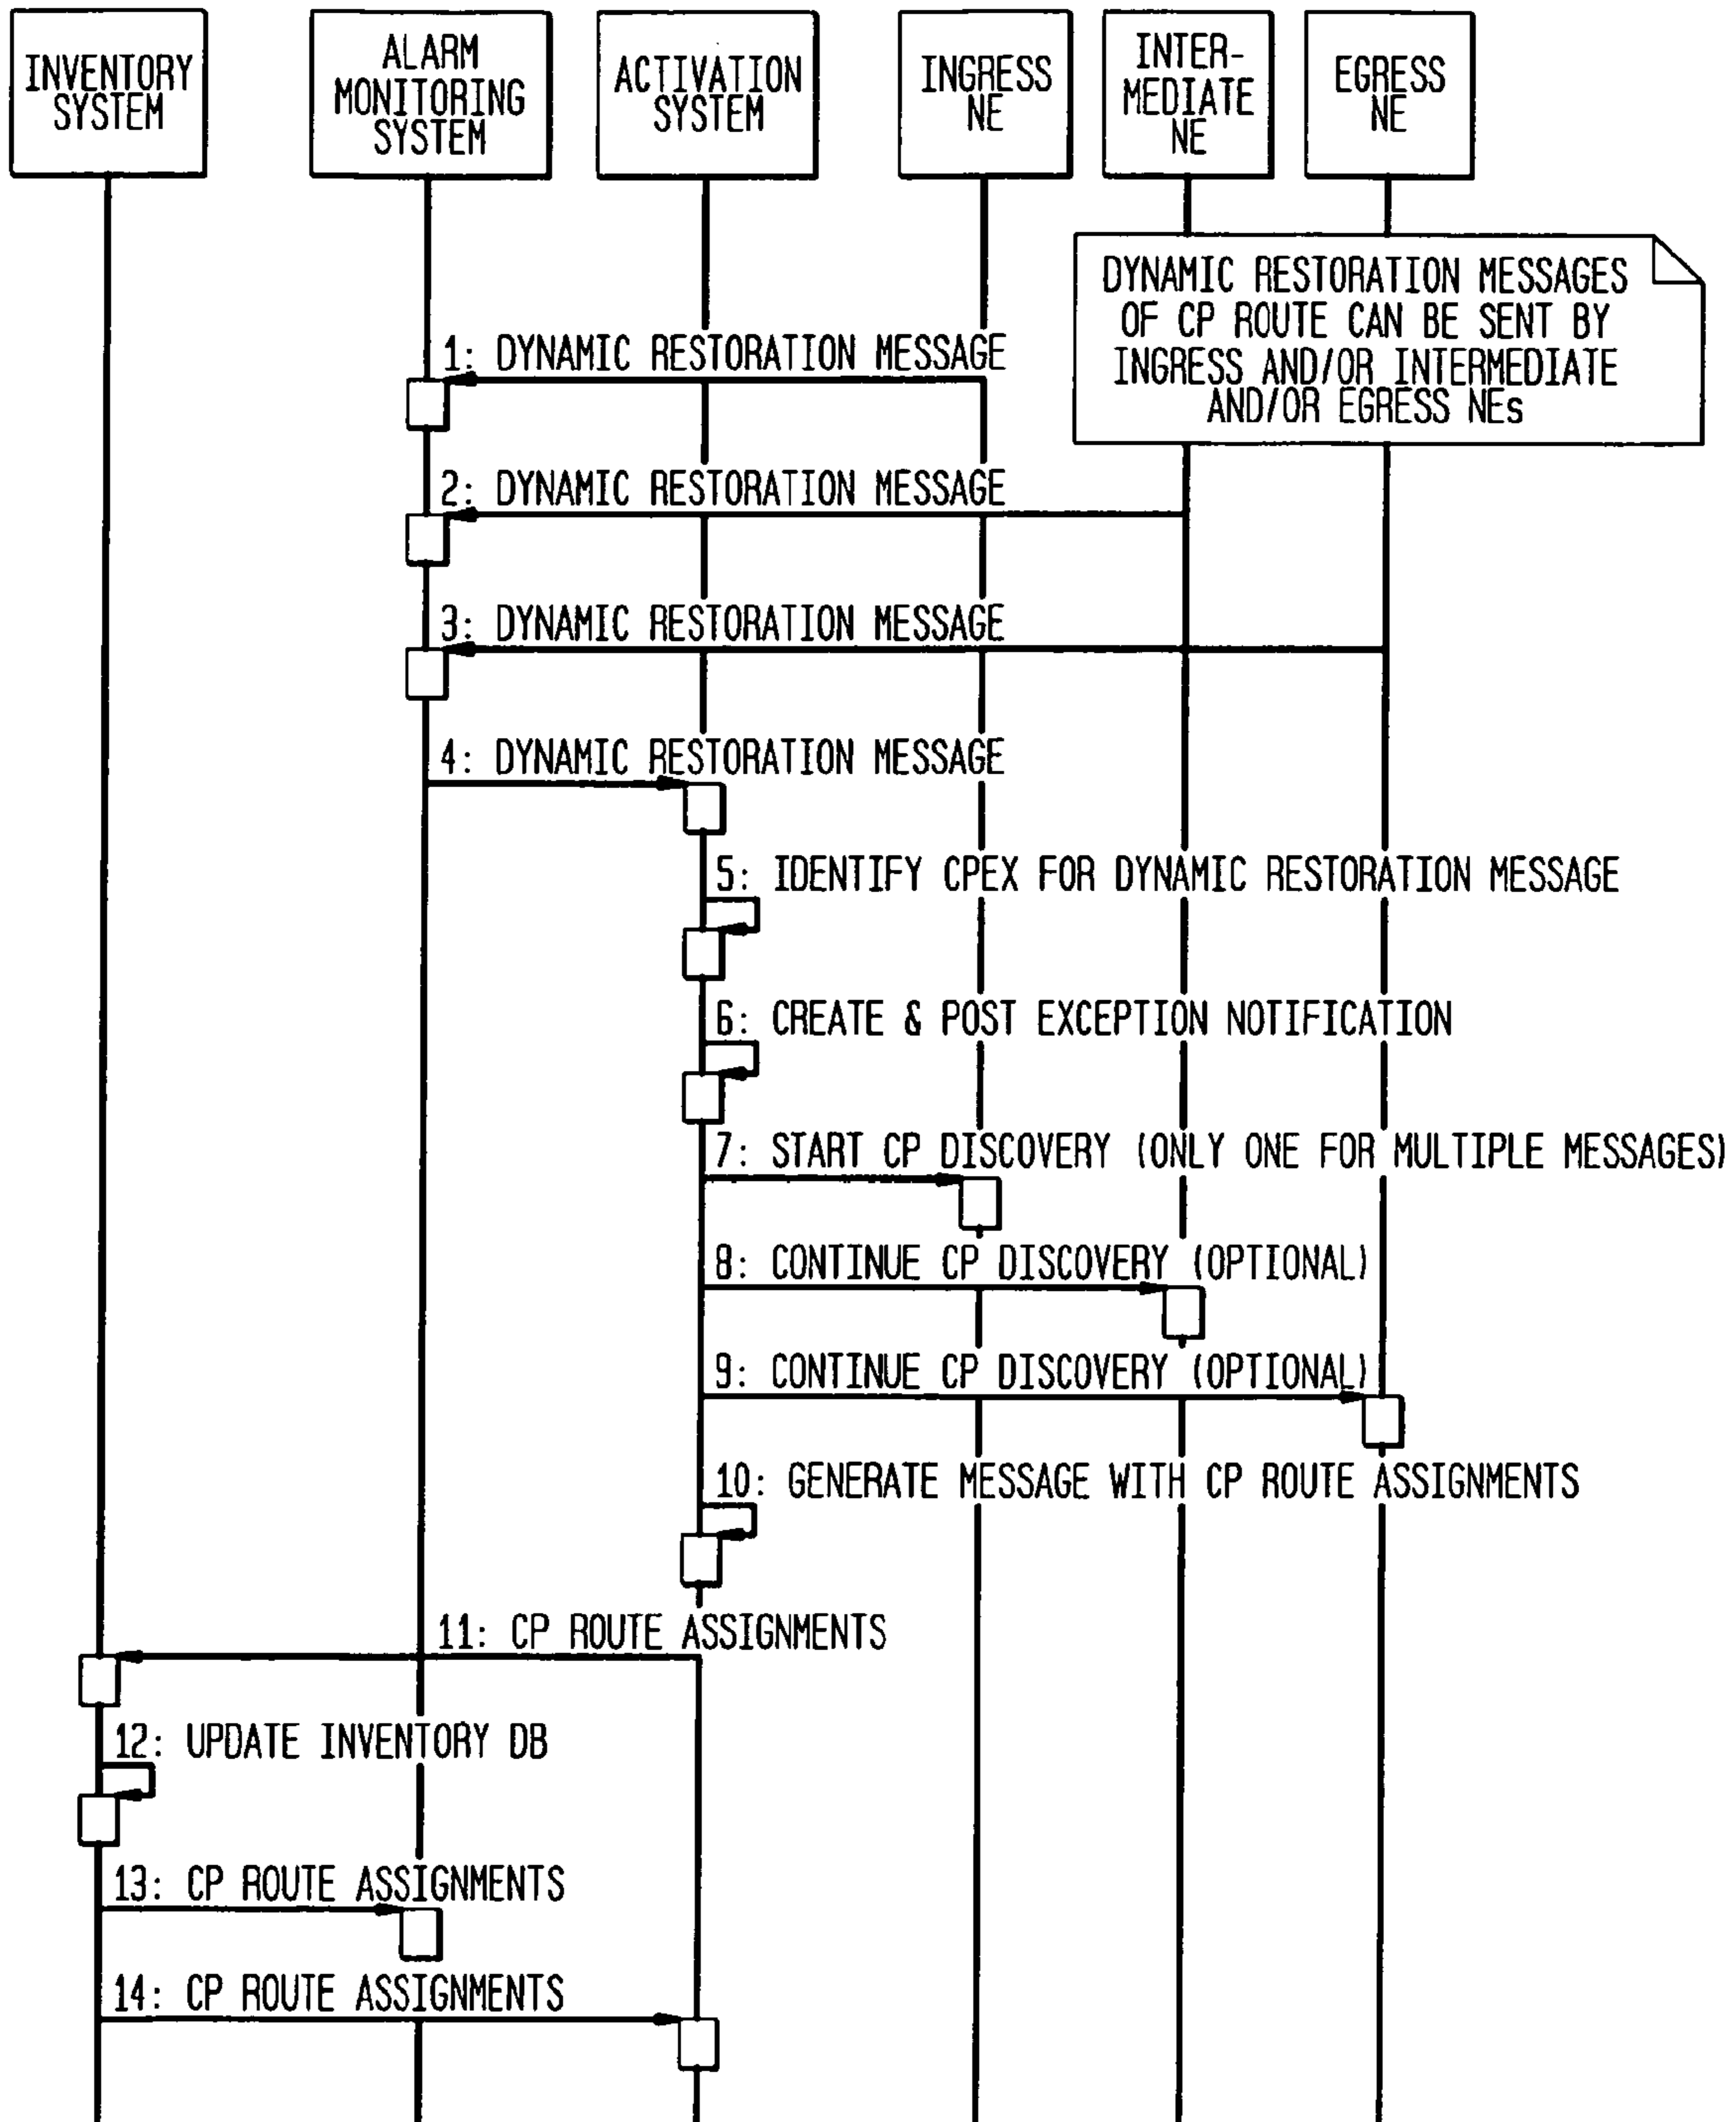 INVENTORY
SYSTEM
ALARM
MONITORING
SYSTEM
ACTIVATION
SYSTEM
INGRESS
NE
INTER-
MEDIATE
NE
EGRESS
NE
DYNAMIC RESTORATION MESSAGES
OF CP ROUTE CAN BE SENT BY
INGRESS AND/OR INTERMEDIATE
AND/OR EGRESS NEs
1: DYNAMIC RESTORATION MESSAGE
2: DYNAMIC RESTORATION MESSAGE
3: DYNAMIC RESTORATION MESSAGE
4: DYNAMIC RESTORATION MESSAGE
5: IDENTIFY CPEX FOR DYNAMIC RESTORATION MESSAGE
6: CREATE & POST EXCEPTION NOTIFICATION
7: START CP DISCOVERY (ONLY ONE FOR MULTIPLE MESSAGES)
8: CONTINUE CP DISCOVERY (OPTIONAL)
9: CONTINUE CP DISCOVERY (OPTIONAL)
10: GENERATE MESSAGE WITH CP ROUTE ASSIGNMENTS
11: CP ROUTE ASSIGNMENTS
12: UPDATE INVENTORY DB
13: CP ROUTE ASSIGNMENTS
14: CP ROUTE ASSIGNMENTS